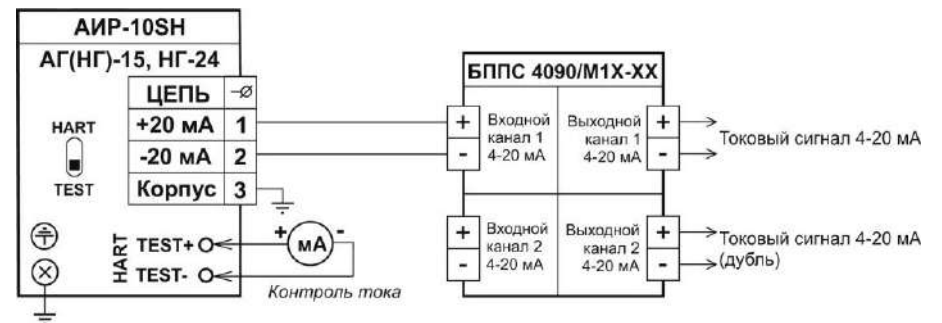 АИР-10SH
АГ(НГ)-15, НГ-24
ЦЕПЬ
+20 мА 1
-20 мА 2
Корпус 3
HART
TEST
HART
TEST+
TEST-
+ мА -
Контроль тока
БППС 4090/М1Х-ХХ
+ Входной
канал 1
- 4-20 мА
Выходной +
канал 1
4-20 мА -
Токовый сигнал 4-20 мА
+ Входной
канал 2
- 4-20 мА
Выходной +
канал 2
4-20 мА -
Токовый сигнал 4-20 мА
(дубль)